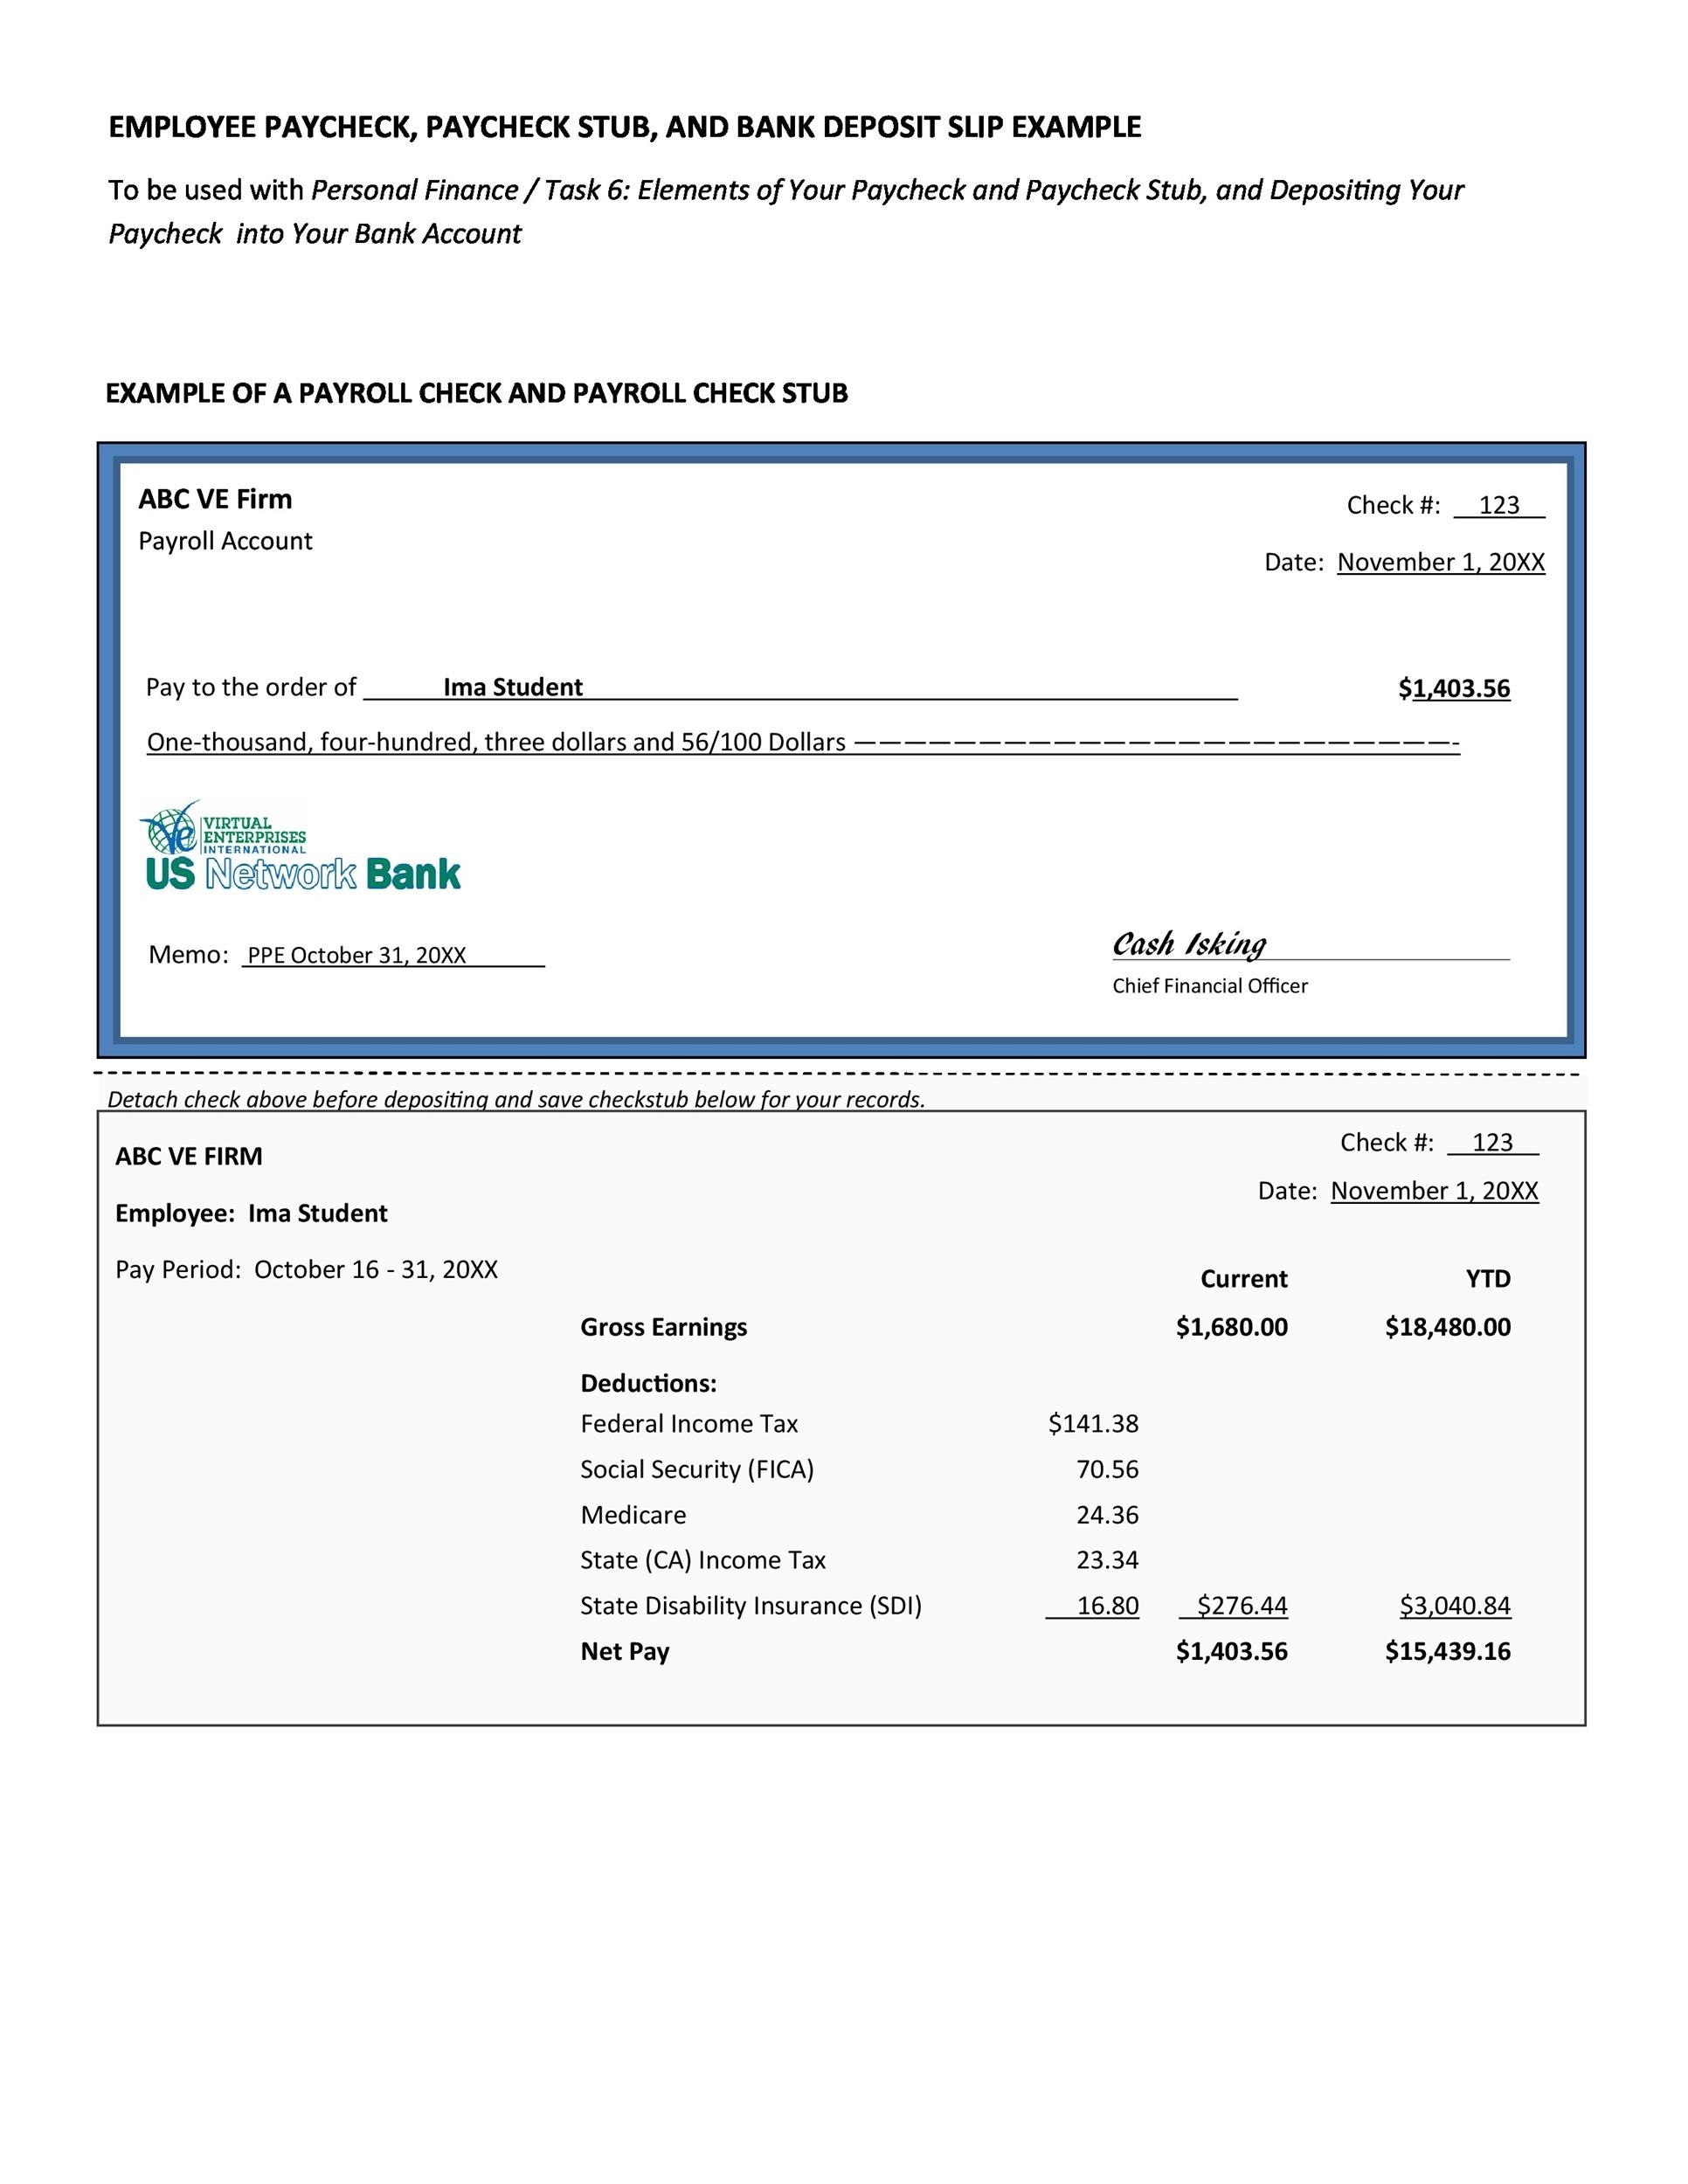 EMPLOYEE PAYCHECK, PAYCHECK STUB, AND BANK DEPOSIT SLIP EXAMPLE
To be used with Personal Finance / Task 6: Elements of Your Paycheck and Paycheck Stub, and Depositing Your
Paycheck into Your Bank Account
EXAMPLE OF A PAYROLL CHECK AND PAYROLL CHECK STUB
ABC VE Firm
Check #: 123
Payroll Account
Date: November 1, 20XX
Pay to the order of Ima Student $1,403.56
One-thousand, four-hundred, three dollars and 56/100 Dollars —————————————————————————-
Ve VIRTUAL
ENTERPRISES
INTERNATIONAL
US Network Bank
Cash Isking
Memo: PPE October 31, 20XX
Chief Financial Officer
Detach check above before depositing and save checkstub below for your records.
Check #: 123
ABC VE FIRM
Date: November 1, 20XX
Employee: Ima Student
Pay Period: October 16 - 31, 20XX
Current YTD
Gross Earnings $1,680.00 $18,480.00
Deductions:
Federal Income Tax $141.38
Social Security (FICA) 70.56
Medicare 24.36
State (CA) Income Tax 23.34
State Disability Insurance (SDI) 16.80 $276.44 $3,040.84
Net Pay $1,403.56 $15,439.16